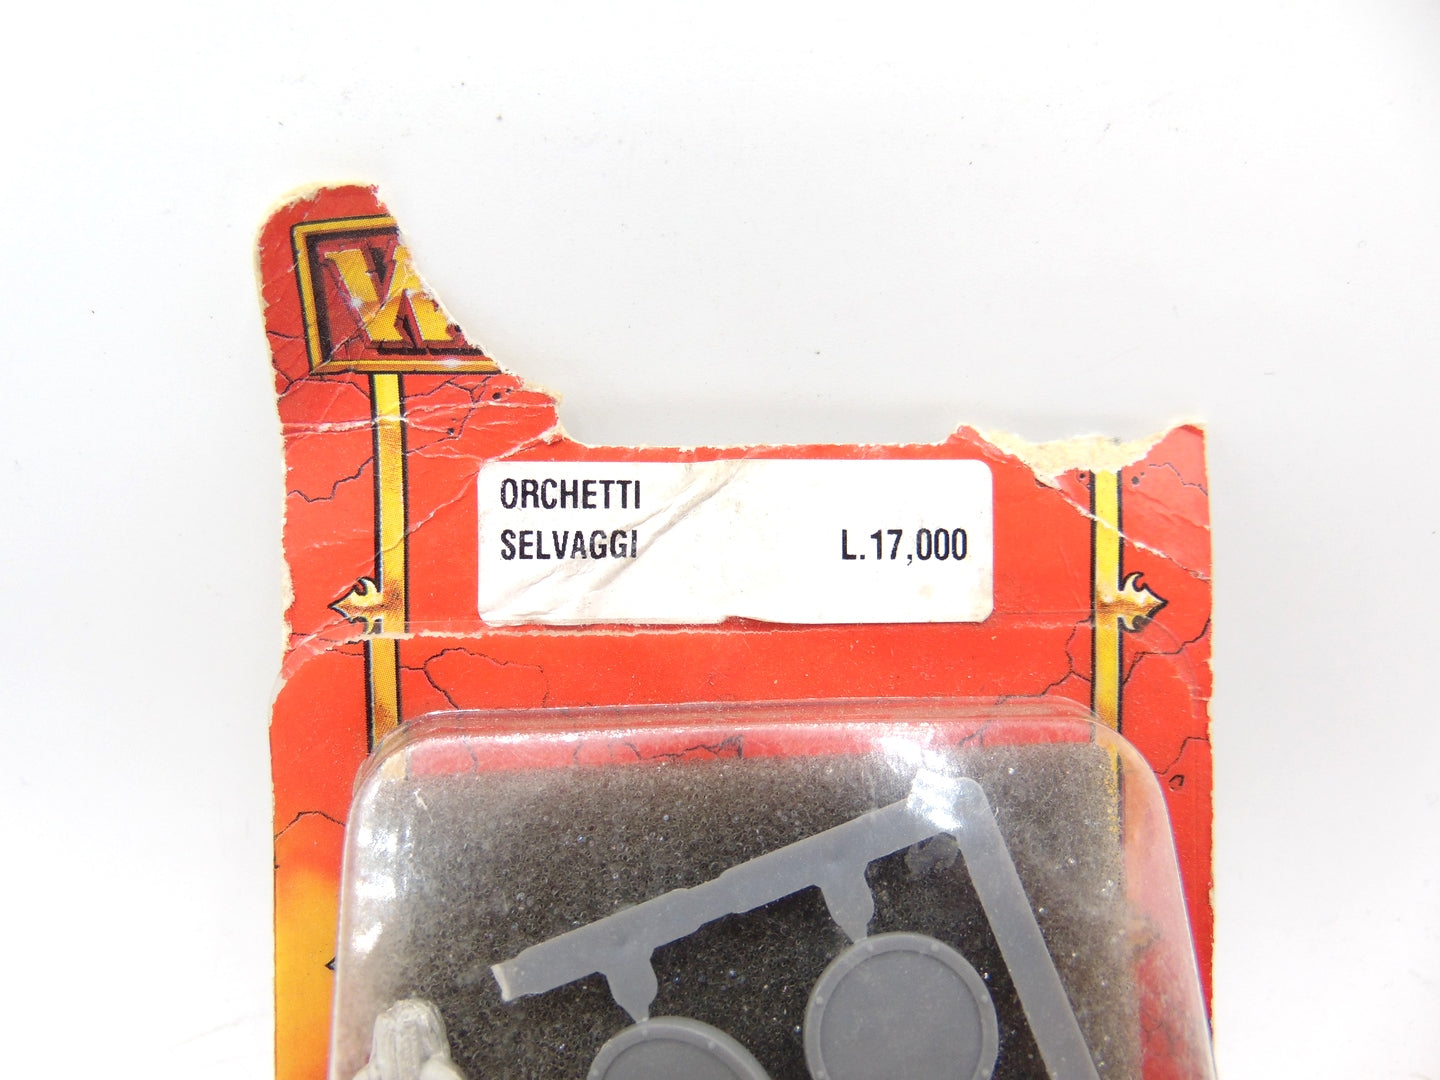 W
ORCHETTI
SELVAGGI L.17,000